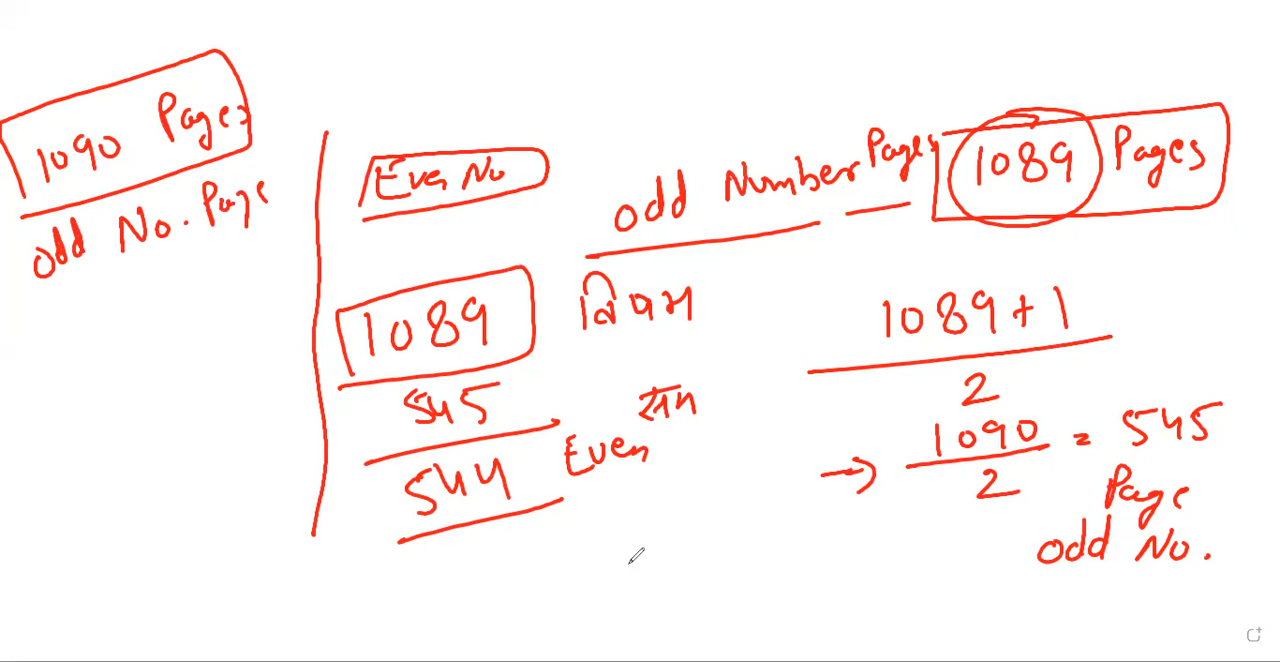 1090 Pages
odd No. Page
Even No
1089
545
544
Even सम
odd Number Pages
विषम
1089 Pages
1089+1
2
→ 1090 = 545
2
Page
odd No.